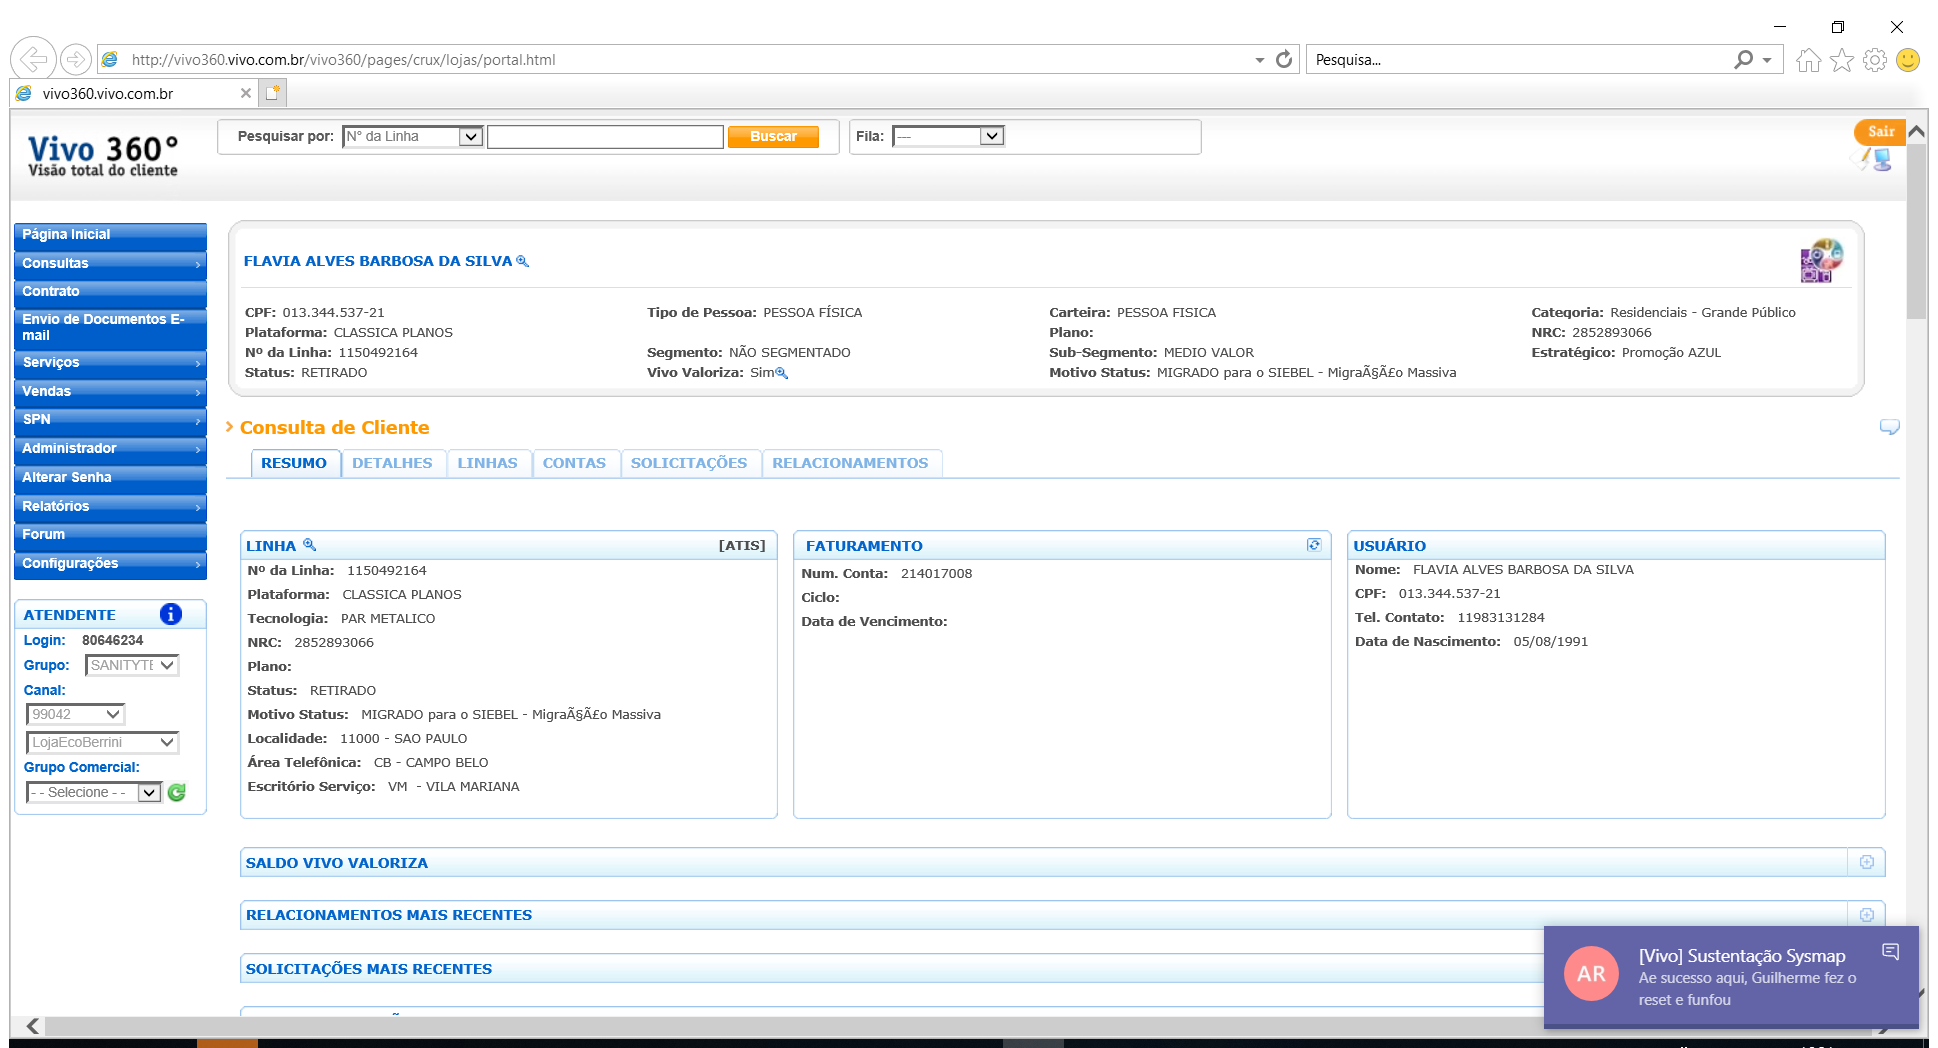 http://vivo360.vivo.com.br/vivo360/pages/crux/lojas/portal.html
Pesquisa...
vivo360.vivo.com.br
Vivo 360°
Visão total do cliente
Pesquisar por: N° da Linha Buscar
Fila: ---
Sair
Página Inicial
Consultas
Contrato
Envio de Documentos E-
mail
Serviços
Vendas
SPN
Administrador
Alterar Senha
Relatórios
Forum
Configurações
ATENDENTE
Login: 80646234
Grupo: SANITYTE
Canal:
99042
LojaEcoBerrini
Grupo Comercial:
- - Selecione - -
FLAVIA ALVES BARBOSA DA SILVA
CPF: 013.344.537-21 Tipo de Pessoa: PESSOA FÍSICA Carteira: PESSOA FISICA Categoria: Residenciais - Grande Público
Plataforma: CLASSICA PLANOS Plano: NRC: 2852893066
Nº da Linha: 1150492164 Segmento: NÃO SEGMENTADO Sub-Segmento: MEDIO VALOR Estratégico: Promoção AZUL
Status: RETIRADO Vivo Valoriza: Sim Motivo Status: MIGRADO para o SIEBEL - MigraÃ§Ã£o Massiva
Consulta de Cliente
RESUMO DETALHES LINHAS CONTAS SOLICITAÇÕES RELACIONAMENTOS
LINHA [ATIS]
Nº da Linha: 1150492164
Plataforma: CLASSICA PLANOS
Tecnologia: PAR METALICO
NRC: 2852893066
Plano:
Status: RETIRADO
Motivo Status: MIGRADO para o SIEBEL - MigraÃ§Ã£o Massiva
Localidade: 11000 - SAO PAULO
Área Telefônica: CB - CAMPO BELO
Escritório Serviço: VM - VILA MARIANA
FATURAMENTO
Num. Conta: 214017008
Ciclo:
Data de Vencimento:
USUÁRIO
Nome: FLAVIA ALVES BARBOSA DA SILVA
CPF: 013.344.537-21
Tel. Contato: 11983131284
Data de Nascimento: 05/08/1991
SALDO VIVO VALORIZA
RELACIONAMENTOS MAIS RECENTES
SOLICITAÇÕES MAIS RECENTES
AR
[Vivo] Sustentação Sysmap
Ae sucesso aqui, Guilherme fez o
reset e funfou